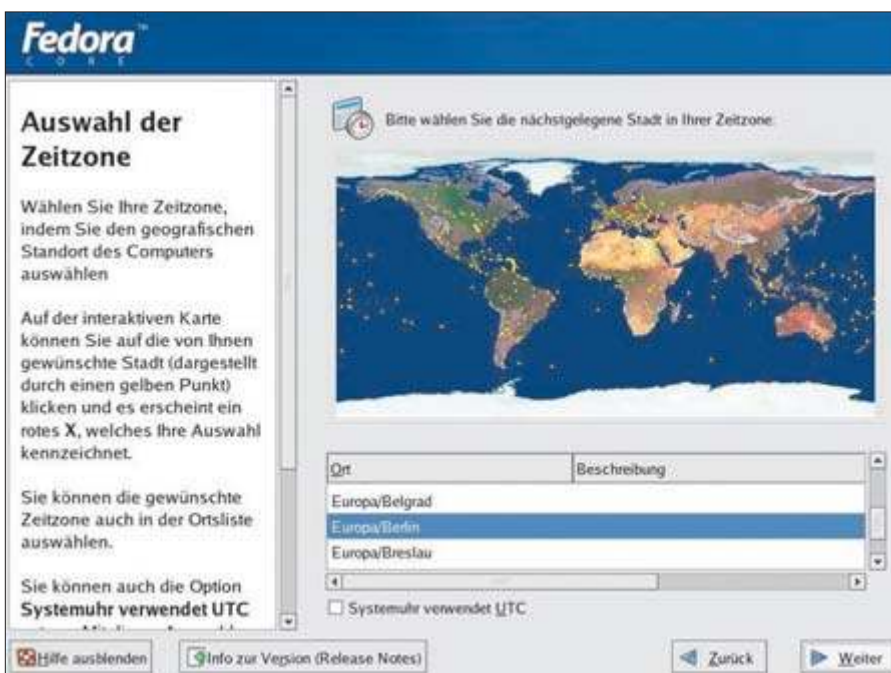 Fedora™
CORE
Auswahl der
Zeitzone
Wählen Sie Ihre Zeitzone,
indem Sie den geografischen
Standort des Computers
auswählen
Auf der interaktiven Karte
können Sie auf die von Ihnen
gewünschte Stadt (dargestellt
durch einen gelben Punkt)
klicken und es erscheint ein
rotes X, welches Ihre Auswahl
kennzeichnet.
Sie können die gewünschte
Zeitzone auch in der Ortsliste
auswählen.
Sie können auch die Option
Systemuhr verwendet UTC
Bitte wählen Sie die nächstgelegene Stadt in Ihrer Zeitzone:
Ort Beschreibung
Europa/Belgrad
Europa/Berlin
Europa/Breslau
Systemuhr verwendet UTC
Hilfe ausblenden
Info zur Version (Release Notes)
Zurück
Weiter